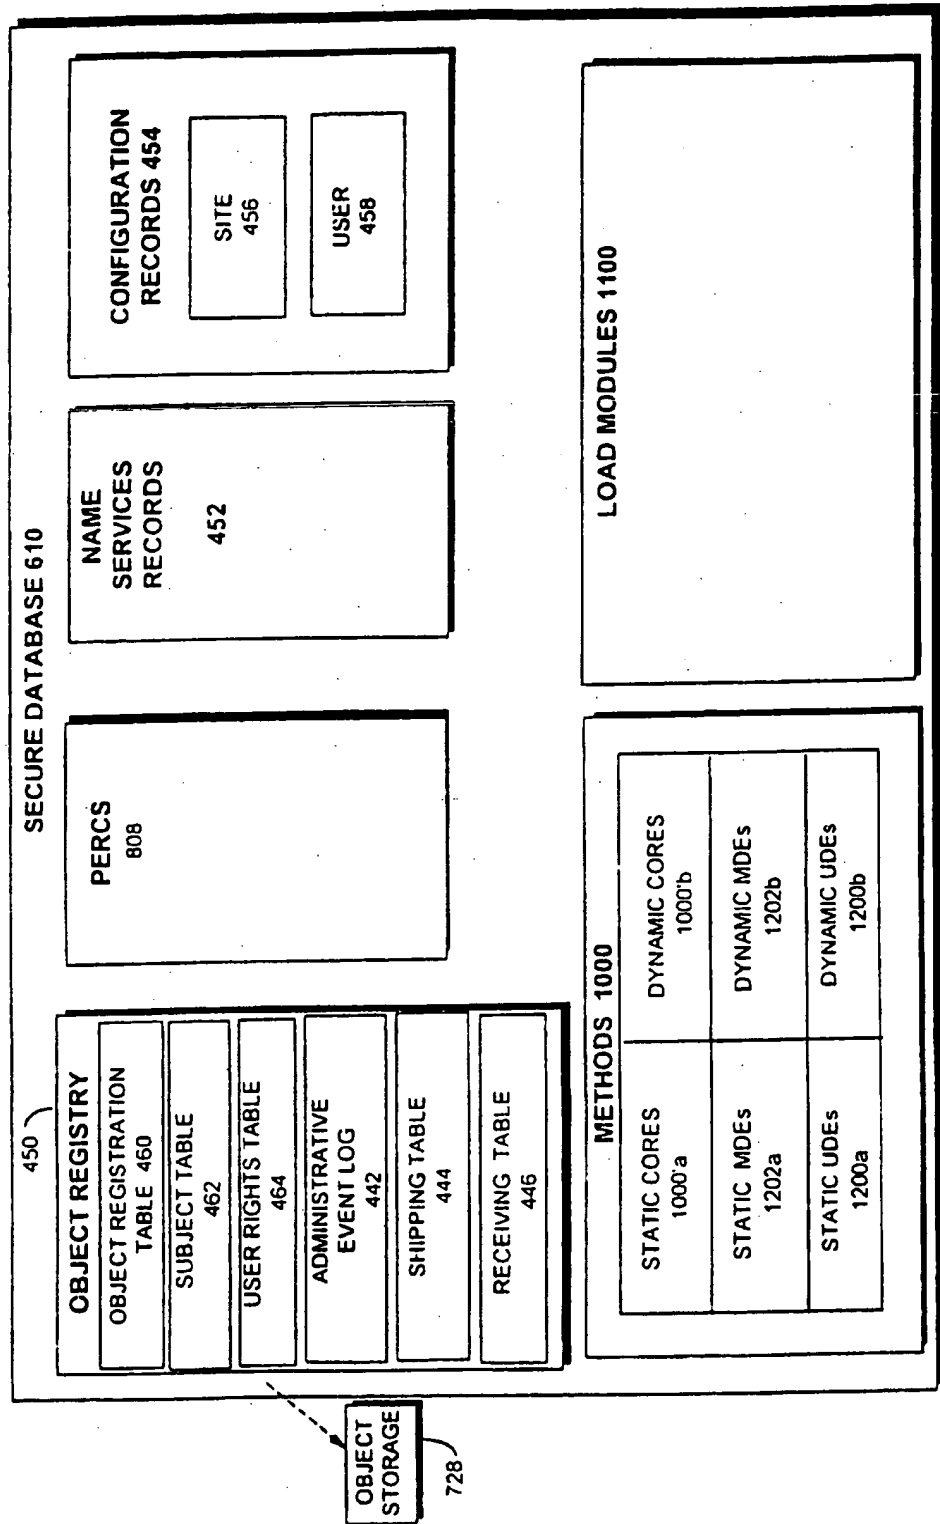 SECURE DATABASE 610
450
OBJECT REGISTRY
OBJECT REGISTRATION
TABLE 460
SUBJECT TABLE
462
USER RIGHTS TABLE
464
ADMINISTRATIVE
EVENT LOG
442
SHIPPING TABLE
444
RECEIVING TABLE
446
OBJECT
STORAGE
728
PERCS
808
NAME
SERVICES
RECORDS
452
CONFIGURATION
RECORDS 454
SITE
456
USER
458
METHODS 1000
STATIC CORES
1000'a
DYNAMIC CORES
1000'b
STATIC MDEs
1202a
DYNAMIC MDEs
1202b
STATIC UDEs
1200a
DYNAMIC UDEs
1200b
LOAD MODULES 1100